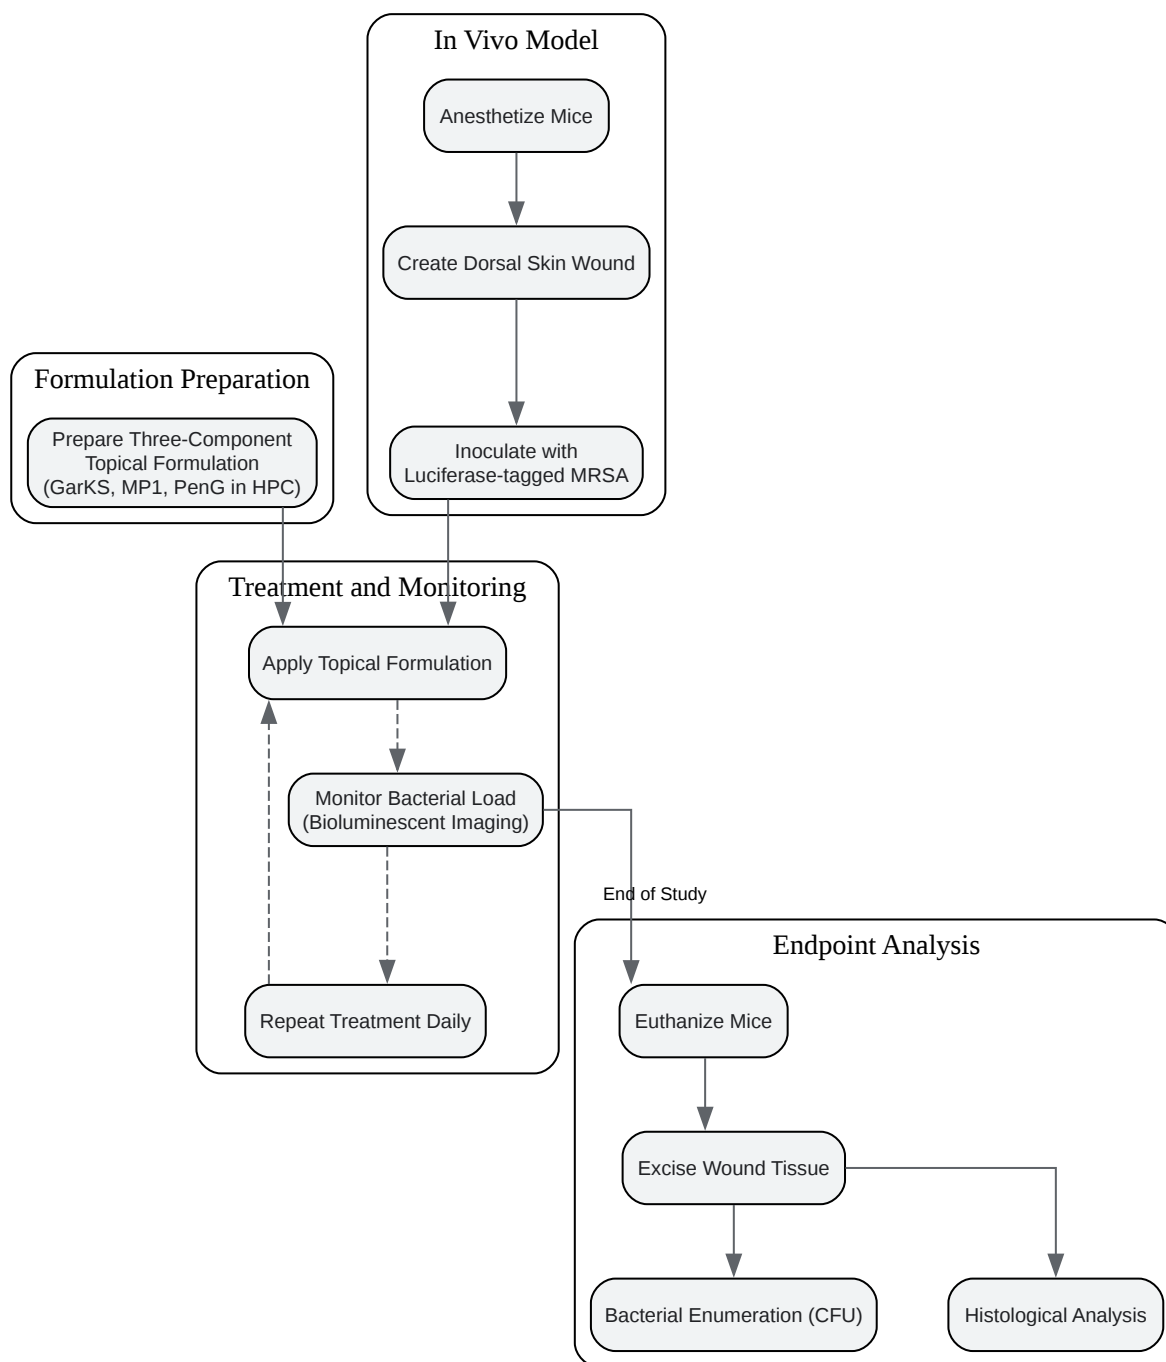 In Vivo Model
Anesthetize Mice
Create Dorsal Skin Wound
Inoculate with
Luciferase-tagged MRSA
Formulation Preparation
Prepare Three-Component
Topical Formulation
(GarKS, MP1, PenG in HPC)
Treatment and Monitoring
Apply Topical Formulation
Monitor Bacterial Load
(Bioluminescent Imaging)
Repeat Treatment Daily
End of Study
Endpoint Analysis
Euthanize Mice
Excise Wound Tissue
Bacterial Enumeration (CFU)
Histological Analysis